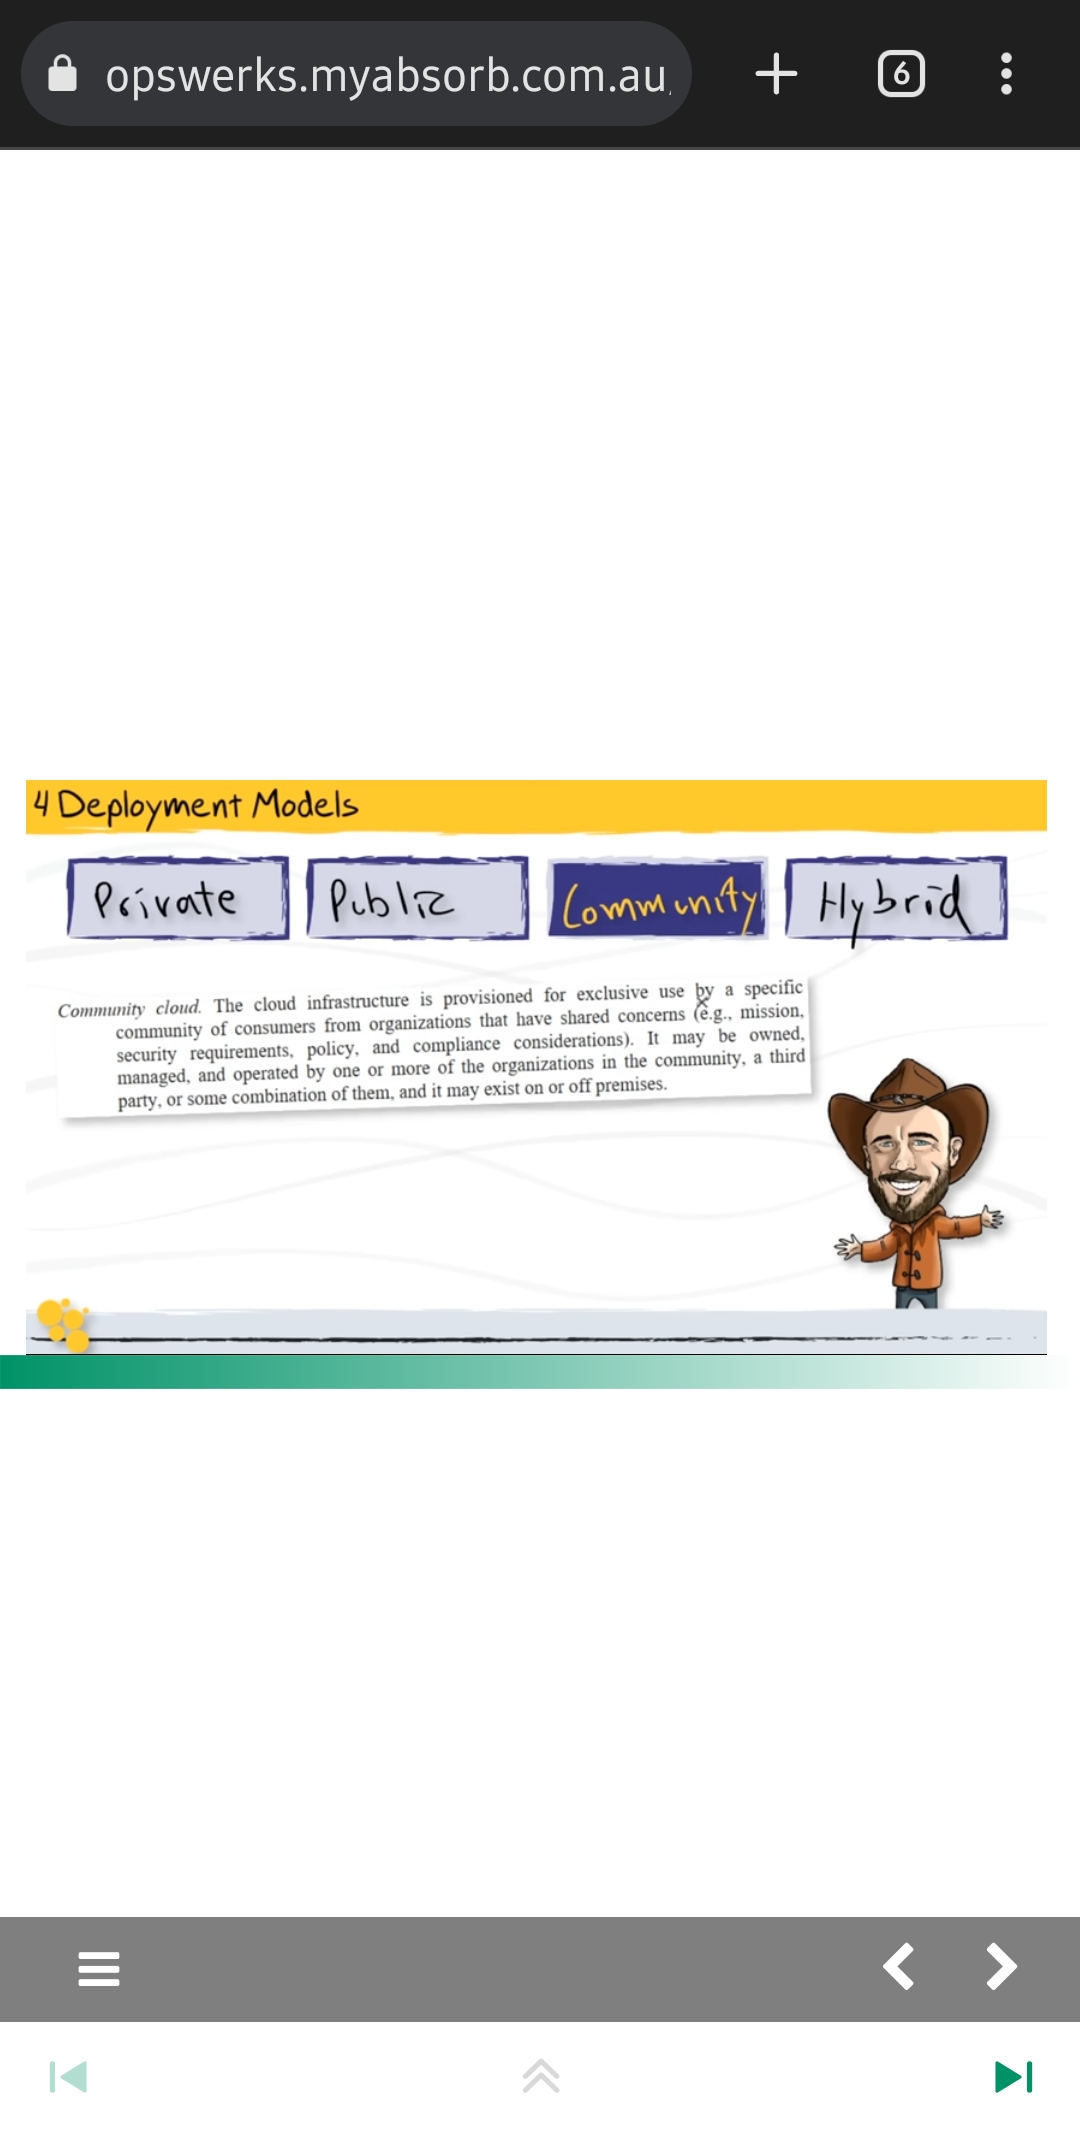 opswerks.myabsorb.com.au
6
4 Deployment Models
Private Public Community Hybrid
Community cloud. The cloud infrastructure is provisioned for exclusive use by a specific
community of consumers from organizations that have shared concerns (e.g., mission,
security requirements, policy, and compliance considerations). It may be owned,
managed, and operated by one or more of the organizations in the community, a third
party, or some combination of them, and it may exist on or off premises.